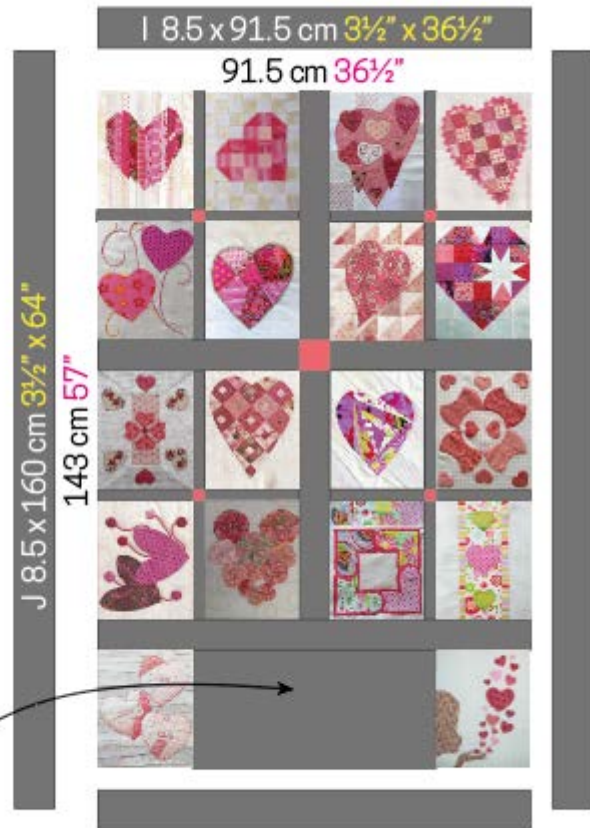 I 8.5 x 91.5 cm 3½” x 36½”
91.5 cm 36½”
J 8.5 x 160 cm 3½” x 64”
143 cm 57”